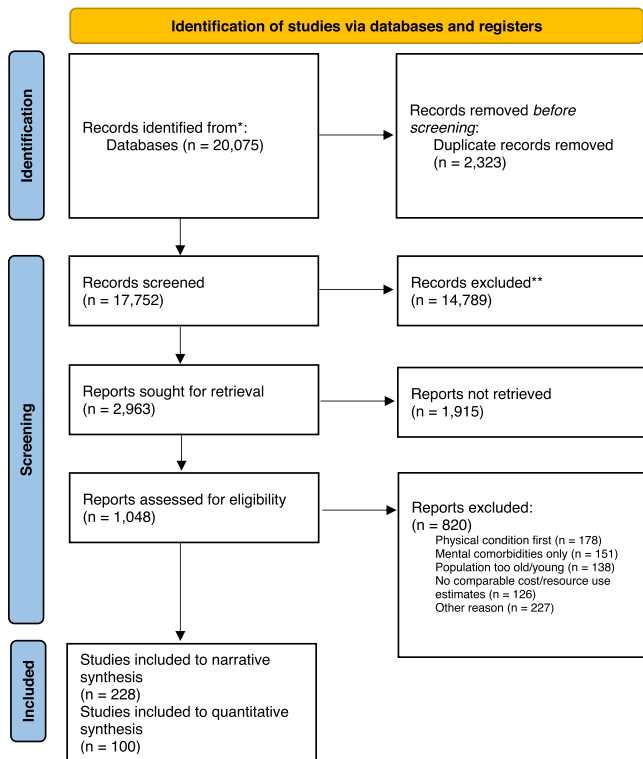 Identification of studies via databases and registers
Identification
Records identified from*:
Databases (n = 20,075)
Records removed before
screening:
Duplicate records removed
(n = 2,323)
Screening
Records screened
(n = 17,752)
Records excluded**
(n = 14,789)
Reports sought for retrieval
(n = 2,963)
Reports not retrieved
(n = 1,915)
Reports assessed for eligibility
(n = 1,048)
Reports excluded:
(n = 820)
Physical condition first (n = 178)
Mental comorbidities only (n = 151)
Population too old/young (n = 138)
No comparable cost/resource use
estimates (n = 126)
Other reason (n = 227)
Included
Studies included to narrative
synthesis
(n = 228)
Studies included to quantitative
synthesis
(n = 100)